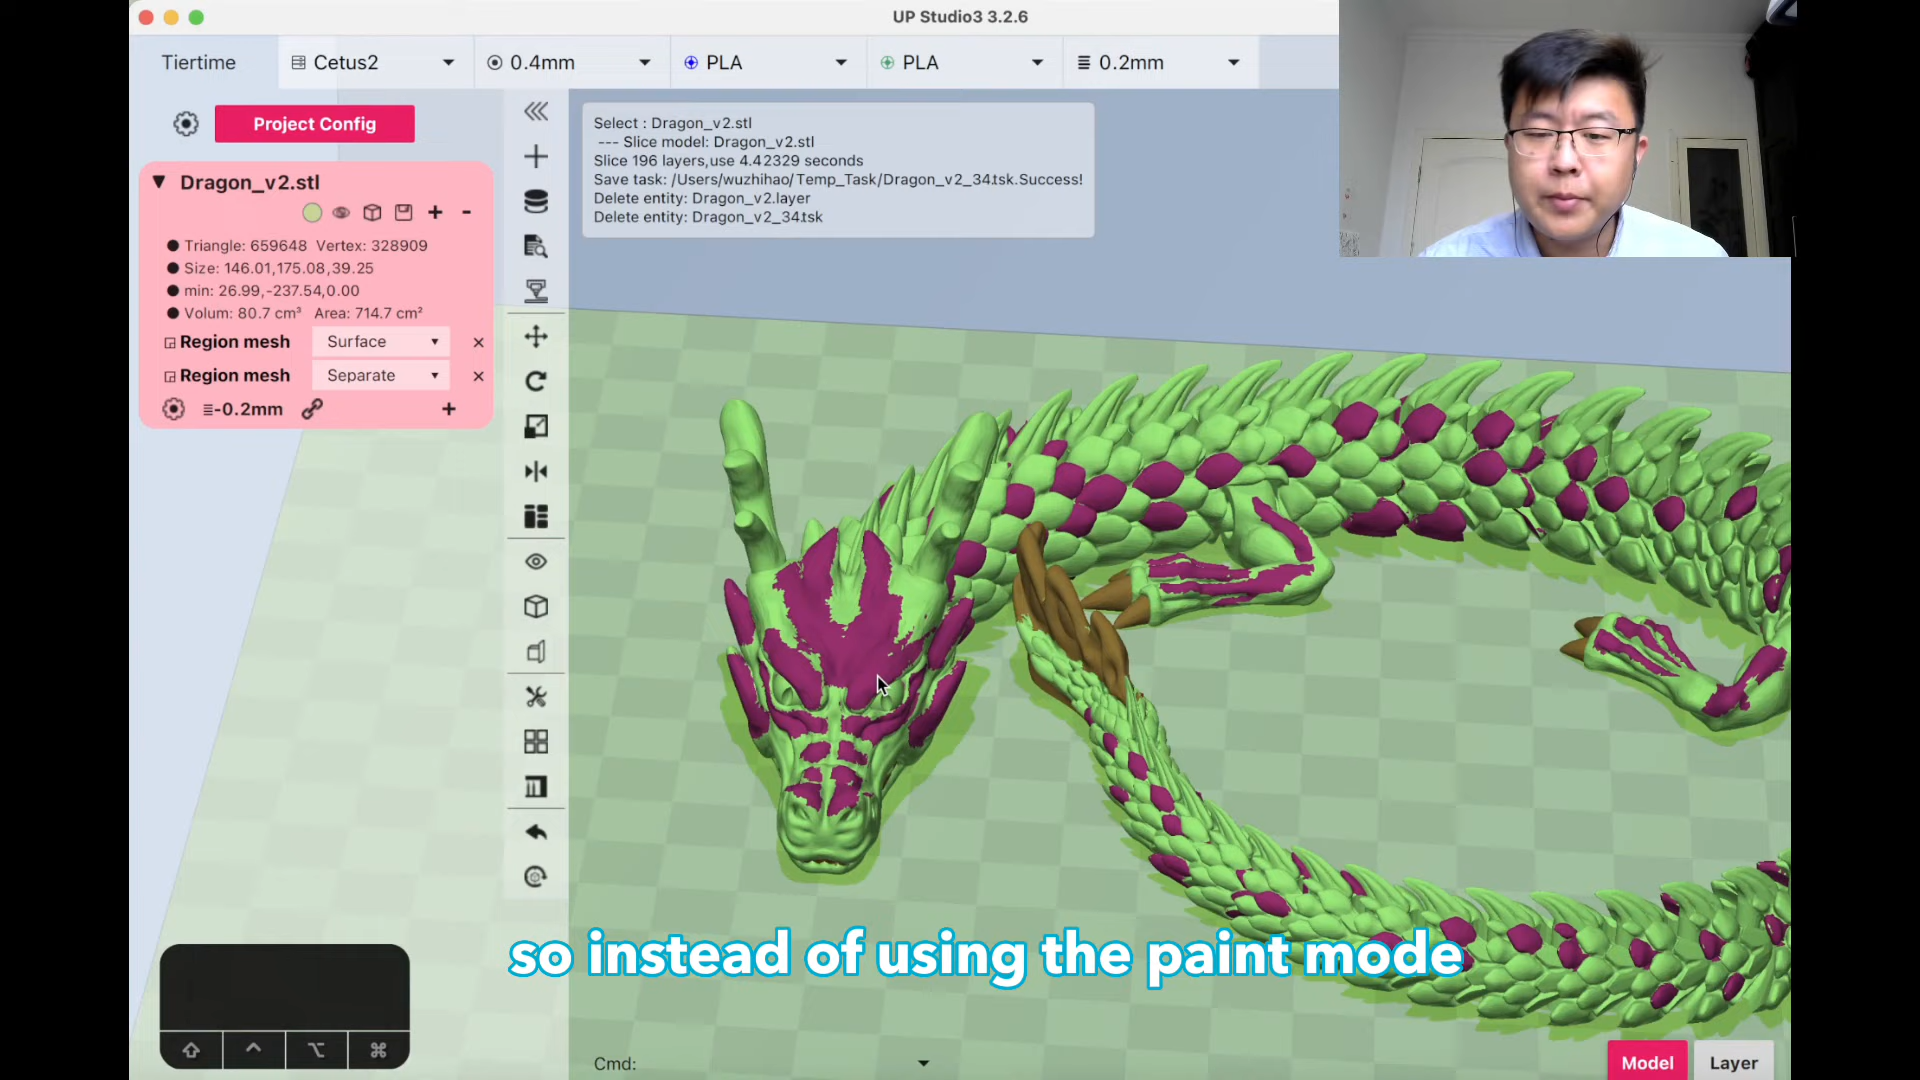 UP Studio3 3.2.6
Tiertime
Cetus2
0.4mm
PLA
PLA
0.2mm
Project Config
Dragon_v2.stl
Triangle: 659648 Vertex: 328909
Size: 146.01,175.08,39.25
min: 26.99,-237.54,0.00
Volum: 80.7 cm³ Area: 714.7 cm²
Region mesh Surface
Region mesh Separate
-0.2mm
Select : Dragon_v2.stl
--- Slice model: Dragon_v2.stl
Slice 196 layers,use 4.42329 seconds
Save task: /Users/wuzhihao/Temp_Task/Dragon_v2_34.tsk.Success!
Delete entity: Dragon_v2.layer
Delete entity: Dragon_v2_34.tsk
so instead of using the paint mode
Cmd:
Model
Layer